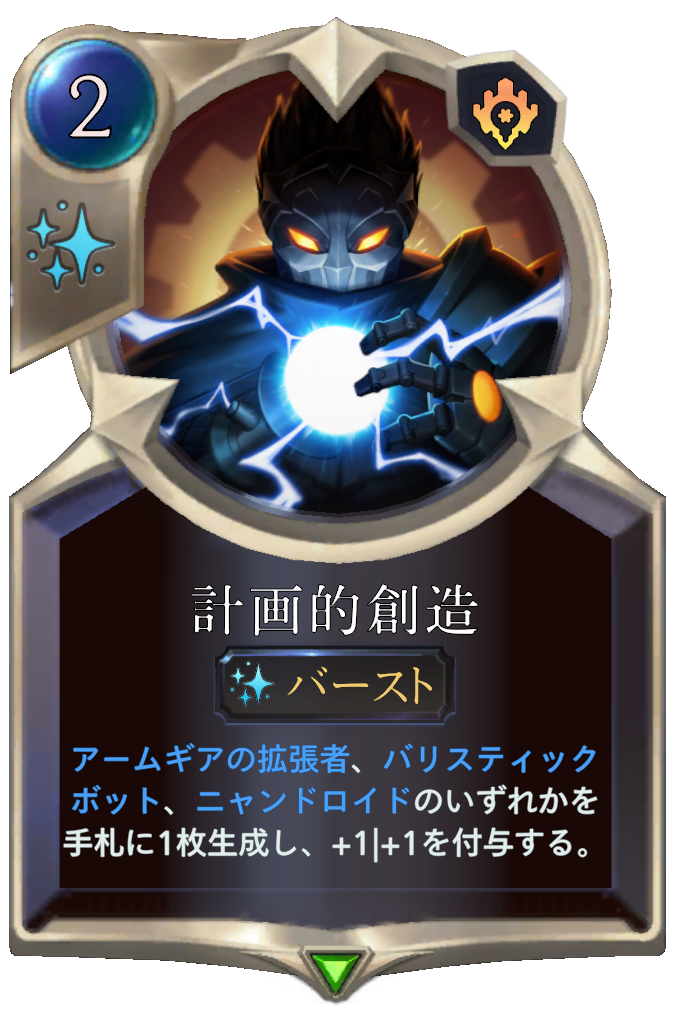 2
計画的創造
バースト
アームギアの拡張者、バリスティック
ボット、ニャンドロイドのいずれかを
手札に1枚生成し、+1|+1を付与する。